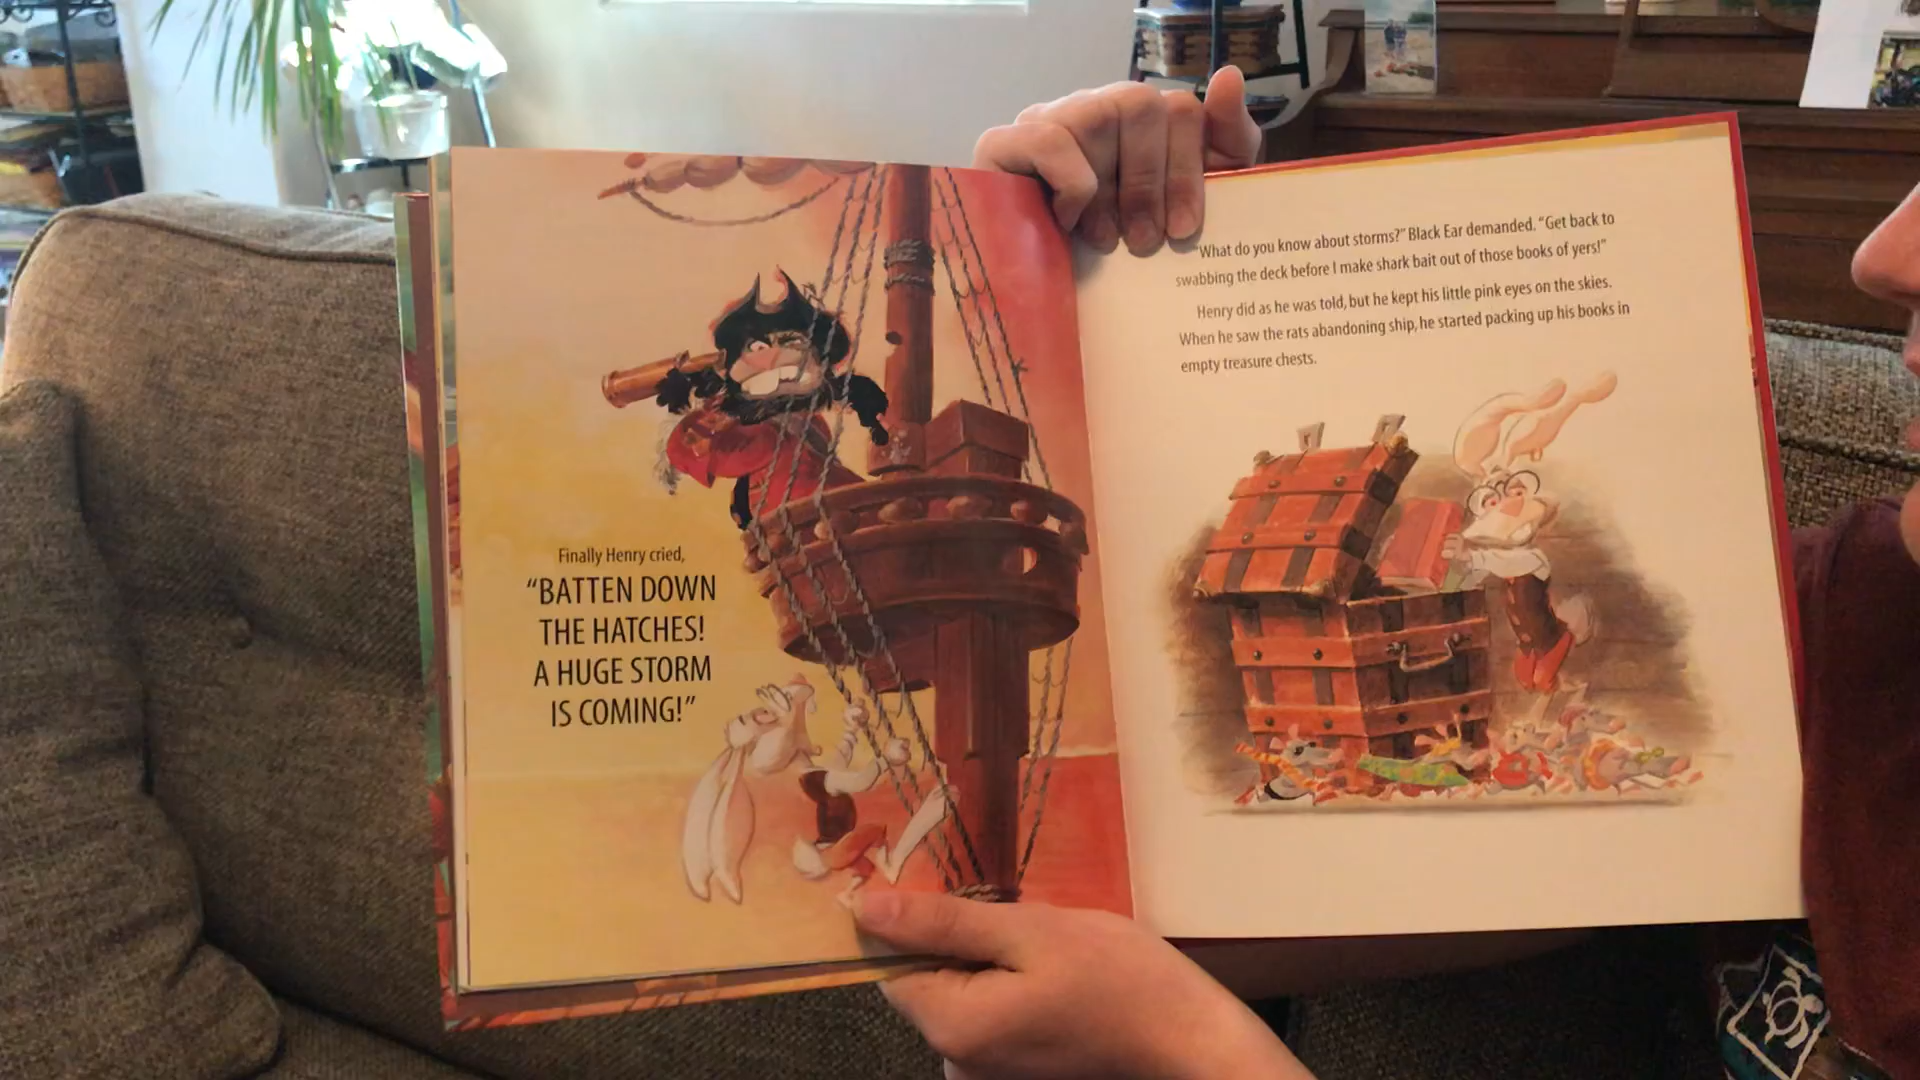 Finally Henry cried,
“BATTEN DOWN
THE HATCHES!
A HUGE STORM
IS COMING!”
“What do you know about storms?” Black Ear demanded. “Get back to
swabbing the deck before I make shark bait out of those books of yers!”
Henry did as he was told, but he kept his little pink eyes on the skies.
When he saw the rats abandoning ship, he started packing up his books in
empty treasure chests.